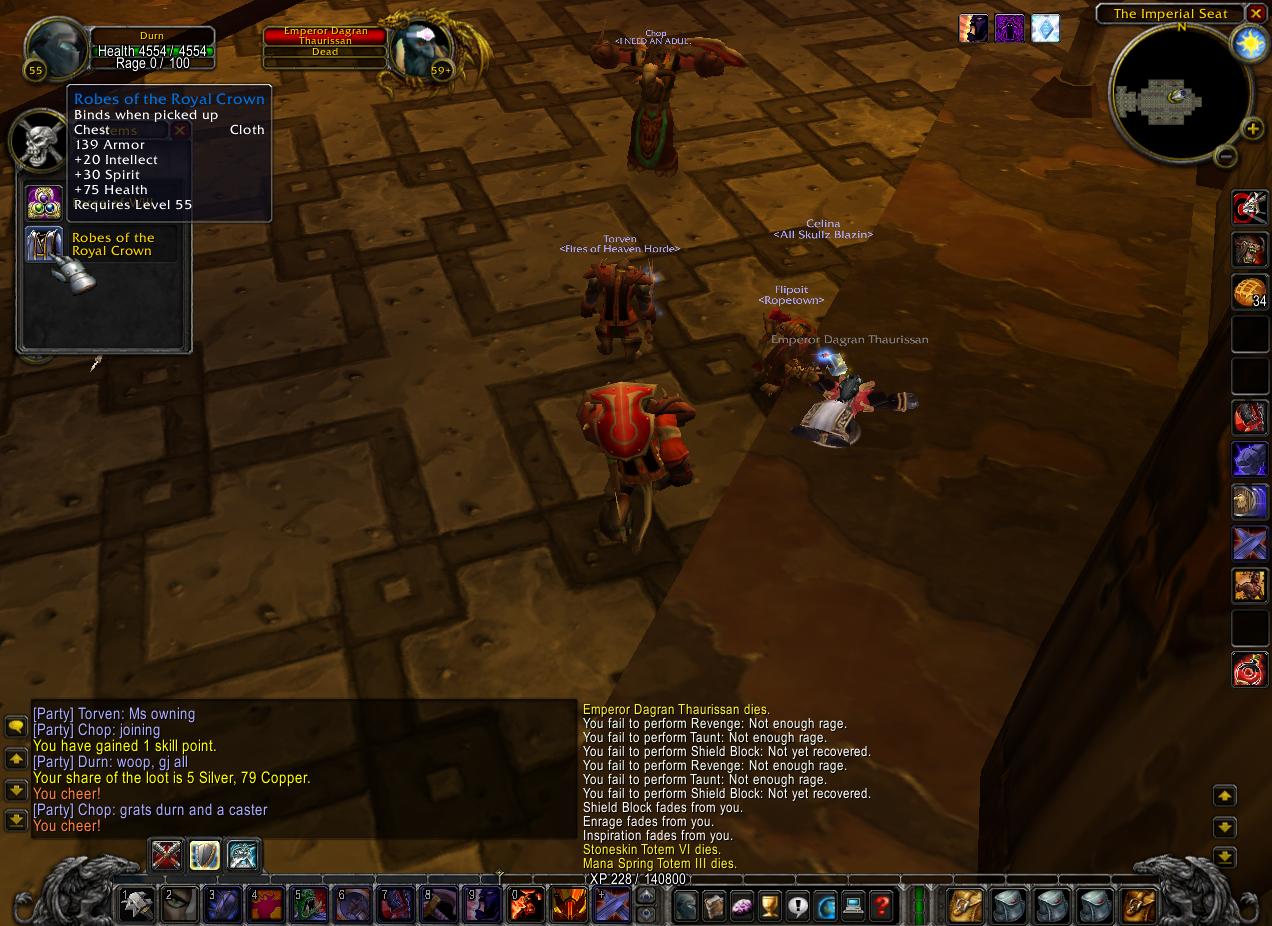 Durn
Health 4554 / 4554
Rage 0 / 100
55
Emperor Dagran
Thaurissan
Dead
59+
Chop
<I NEED AN ADUL..
The Imperial Seat
N
Robes of the Royal Crown
Binds when picked up
Chest Cloth
139 Armor
+20 Intellect
+30 Spirit
+75 Health
Requires Level 55
Robes of the
Royal Crown
Torven
<Fires of Heaven Horde>
Celina
<All Skullz Blazin>
Flipoit
<Ropetown>
Emperor Dagran Thaurissan
34
[Party] Torven: Ms owning
[Party] Chop: joining
You have gained 1 skill point.
[Party] Durn: woop, gj all
Your share of the loot is 5 Silver, 79 Copper.
You cheer!
[Party] Chop: grats durn and a caster
You cheer!
Emperor Dagran Thaurissan dies.
You fail to perform Revenge: Not enough rage.
You fail to perform Taunt: Not enough rage.
You fail to perform Shield Block: Not yet recovered.
You fail to perform Revenge: Not enough rage.
You fail to perform Taunt: Not enough rage.
You fail to perform Shield Block: Not yet recovered.
Shield Block fades from you.
Enrage fades from you.
Inspiration fades from you.
Stoneskin Totem VI dies.
Mana Spring Totem III dies.
XP 228 / 140800
1 2 3 4 5 6 7 8 9 0 - +